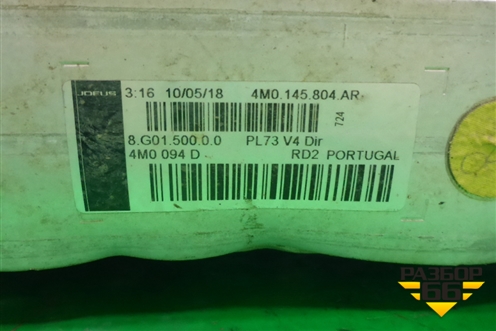 JDEUS
3:16 10/05/18 4M0.145.804.AR
724
8.G01.500.0.0 PL73 V4 Dir
4M0 094 D RD2 PORTUGAL
РАЗБОР
66